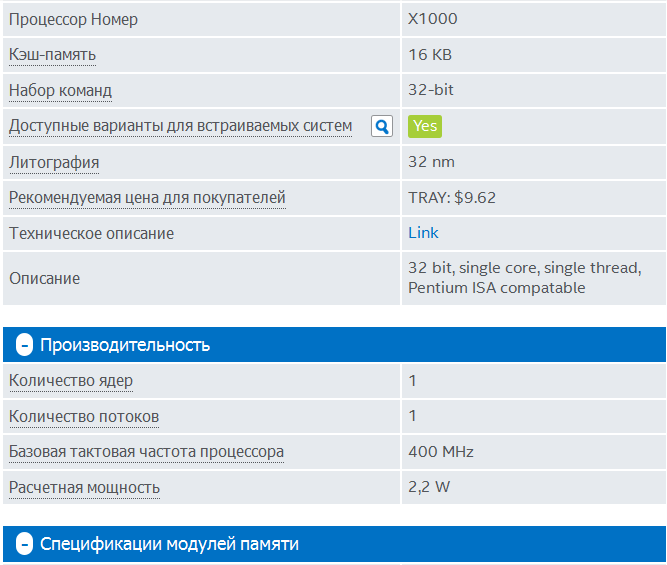 Процессор Номер X1000
Кэш-память 16 KB
Набор команд 32-bit
Доступные варианты для встраиваемых систем Yes
Литография 32 nm
Рекомендуемая цена для покупателей TRAY: $9.62
Техническое описание Link
Описание 32 bit, single core, single thread,
Pentium ISA compatable
- Производительность
Количество ядер 1
Количество потоков 1
Базовая тактовая частота процессора 400 MHz
Расчетная мощность 2,2 W
- Спецификации модулей памяти